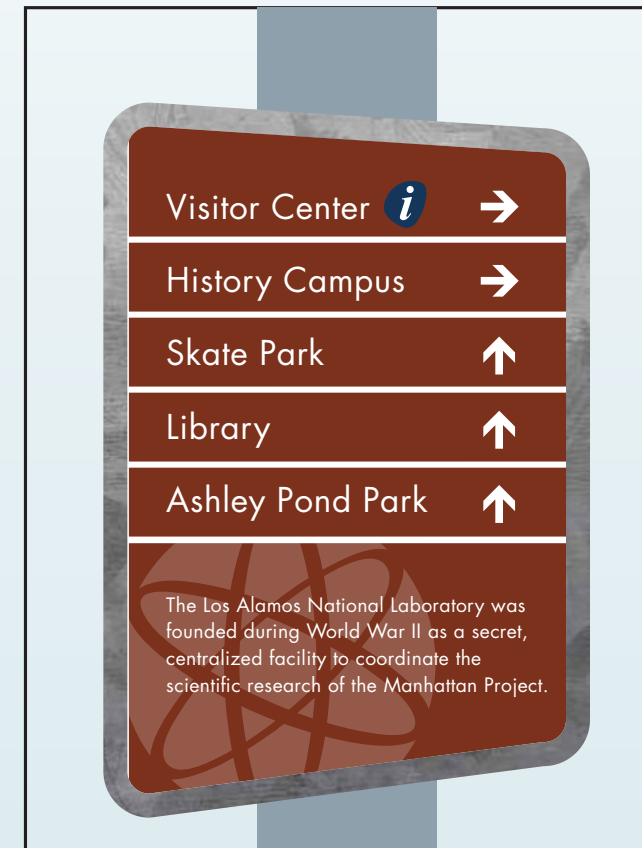 Visitor Center i →
History Campus →
Skate Park ↑
Library ↑
Ashley Pond Park ↑
The Los Alamos National Laboratory was
founded during World War II as a secret,
centralized facility to coordinate the
scientific research of the Manhattan Project.